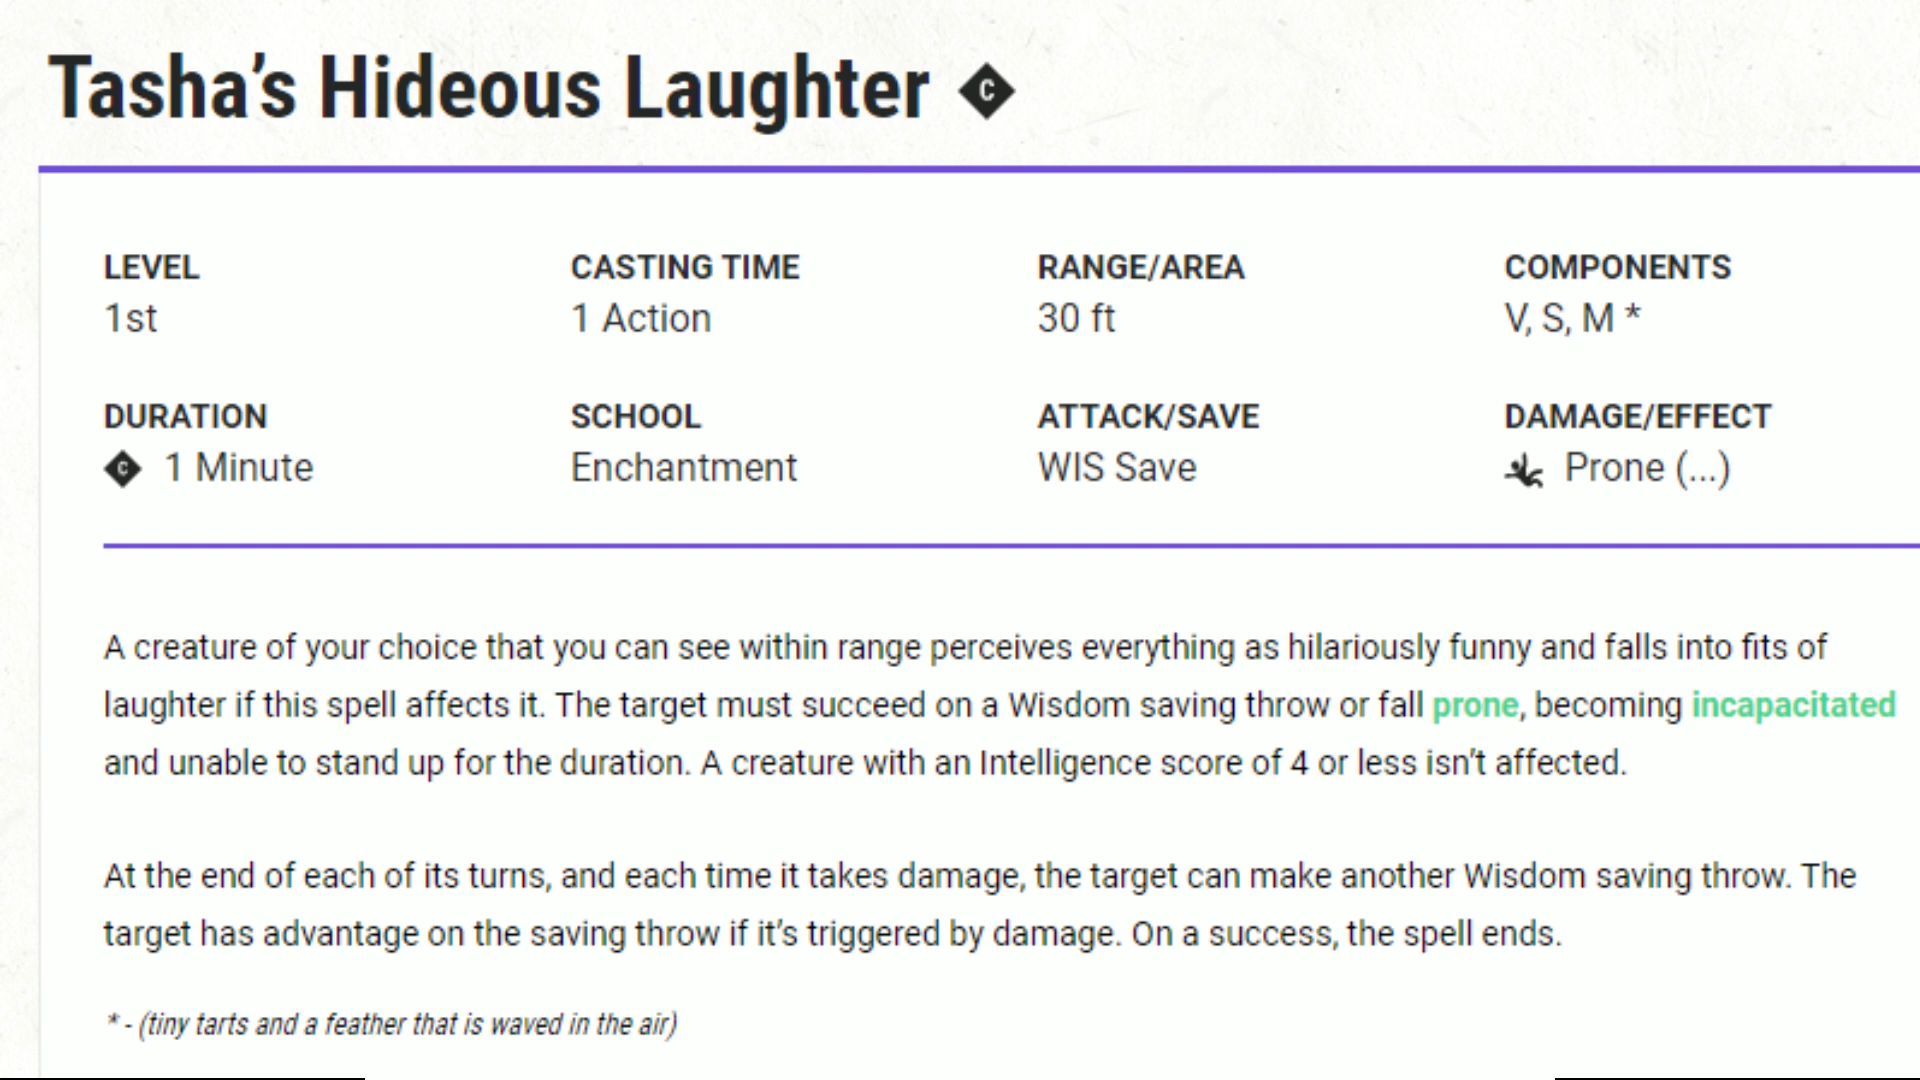 Tasha’s Hideous Laughter C
LEVEL CASTING TIME RANGE/AREA COMPONENTS
1st 1 Action 30 ft V, S, M *
DURATION SCHOOL ATTACK/SAVE DAMAGE/EFFECT
C 1 Minute Enchantment WIS Save Prone (...)
A creature of your choice that you can see within range perceives everything as hilariously funny and falls into fits of
laughter if this spell affects it. The target must succeed on a Wisdom saving throw or fall prone, becoming incapacitated
and unable to stand up for the duration. A creature with an Intelligence score of 4 or less isn’t affected.
At the end of each of its turns, and each time it takes damage, the target can make another Wisdom saving throw. The
target has advantage on the saving throw if it’s triggered by damage. On a success, the spell ends.
* - (tiny tarts and a feather that is waved in the air)